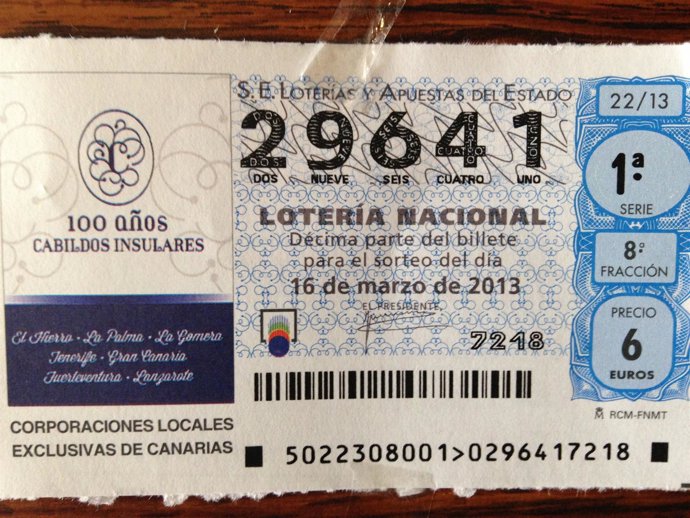 S.E. LOTERÍAS Y APUESTAS DEL ESTADO
29641
DOS NUEVE SEIS CUATRO UNO
LOTERÍA NACIONAL
Décima parte del billete
para el sorteo del día
16 de marzo de 2013
EL PRESIDENTE,
7248
5022308001>0296417218
100 años
CABILDOS INSULARES
El Hierro · La Palma · La Gomera
Tenerife · Gran Canaria
Fuerteventura · Lanzarote
CORPORACIONES LOCALES
EXCLUSIVAS DE CANARIAS
22/13
1ª
SERIE
8ª
FRACCIÓN
PRECIO
6
EUROS
RCM-FNMT